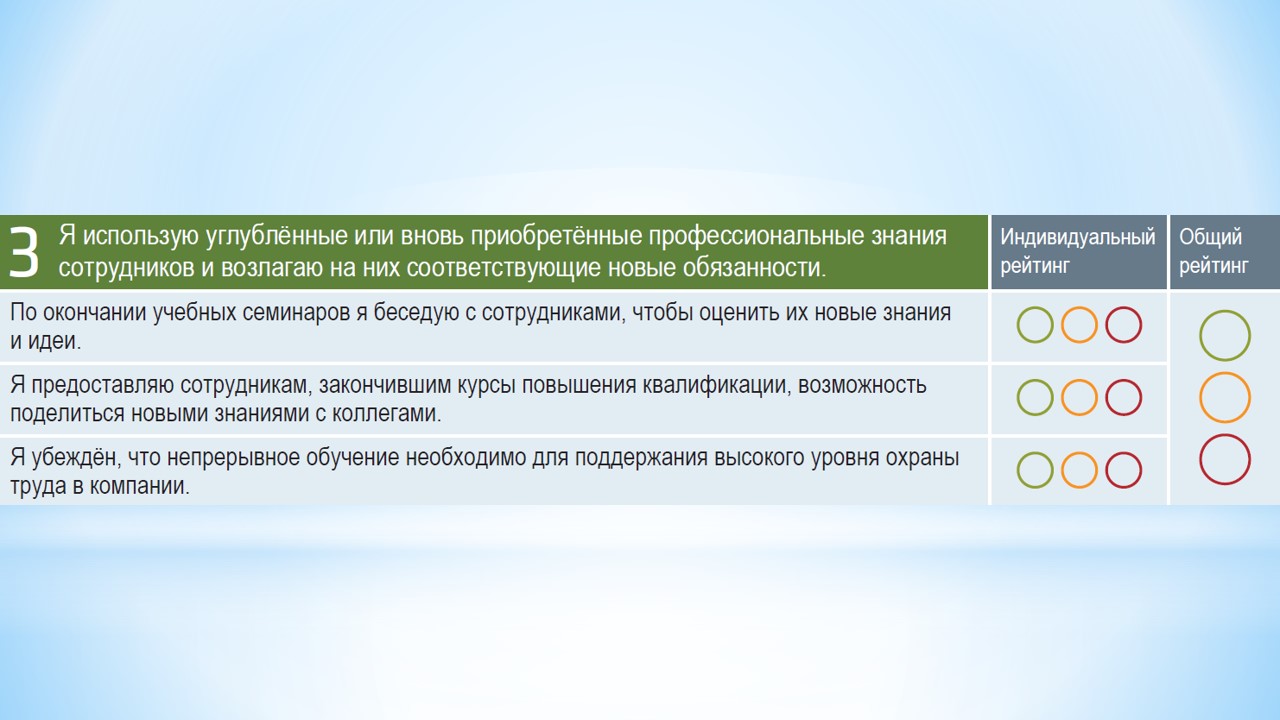 3
Я использую углублённые или вновь приобретённые профессиональные знания
сотрудников и возлагаю на них соответствующие новые обязанности.
Индивидуальный
рейтинг
Общий
рейтинг
По окончании учебных семинаров я беседую с сотрудниками, чтобы оценить их новые знания
и идеи.
Я предоставляю сотрудникам, закончившим курсы повышения квалификации, возможность
поделиться новыми знаниями с коллегами.
Я убеждён, что непрерывное обучение необходимо для поддержания высокого уровня охраны
труда в компании.